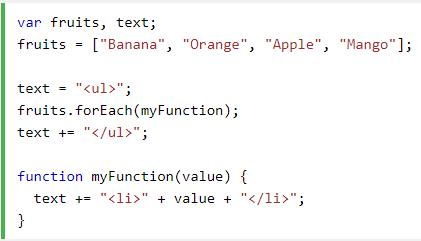 var fruits, text;
fruits = ["Banana", "Orange", "Apple", "Mango"];

text = "<ul>";
fruits.forEach(myFunction);
text += "</ul>";

function myFunction(value) {
  text += "<li>" + value + "</li>";
}